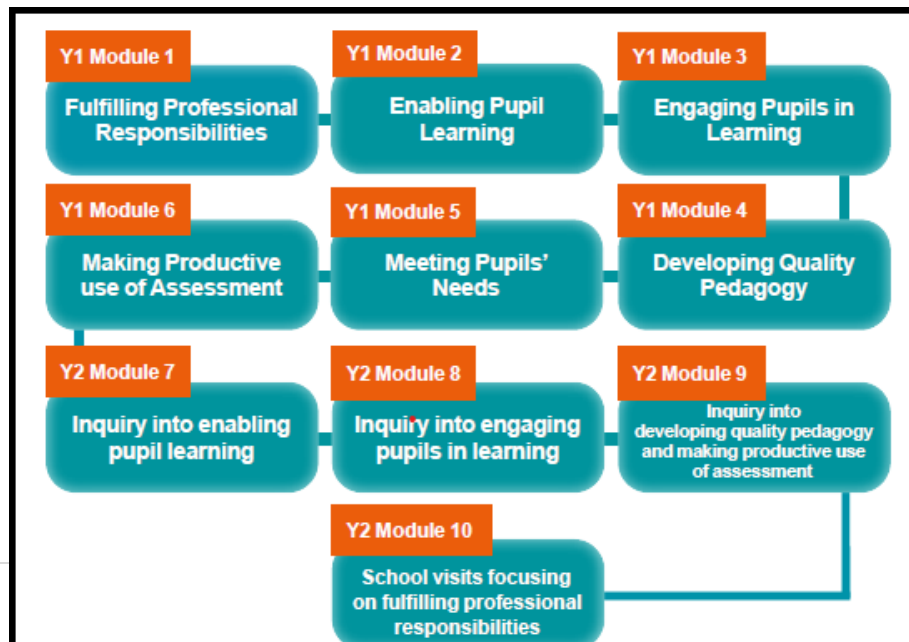 Y1 Module 1
Fulfilling Professional
Responsibilities
Y1 Module 2
Enabling Pupil
Learning
Y1 Module 3
Engaging Pupils in
Learning
Y1 Module 4
Developing Quality
Pedagogy
Y1 Module 5
Meeting Pupils'
Needs
Y1 Module 6
Making Productive
use of Assessment
Y2 Module 7
Inquiry into enabling
pupil learning
Y2 Module 8
Inquiry into engaging
pupils in learning
Y2 Module 9
Inquiry into
developing quality pedagogy
and making productive use
of assessment
Y2 Module 10
School visits focusing
on fulfilling professional
responsibilities